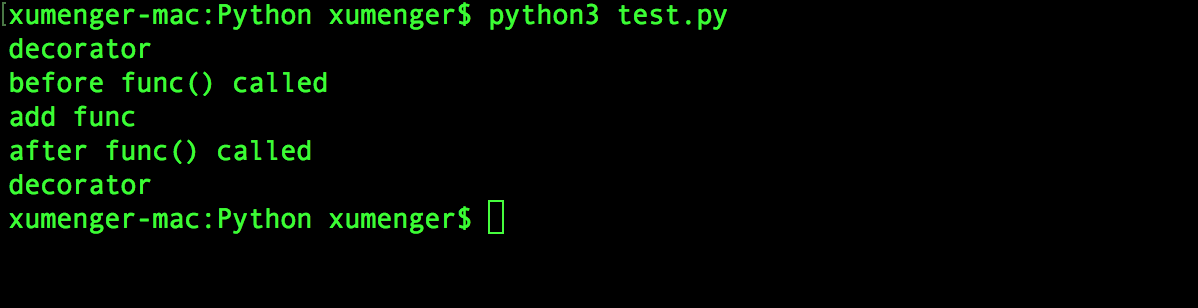 [xumenger-mac:Python xumenger$ python3 test.py
decorator
before func() called
add func
after func() called
decorator
xumenger-mac:Python xumenger$